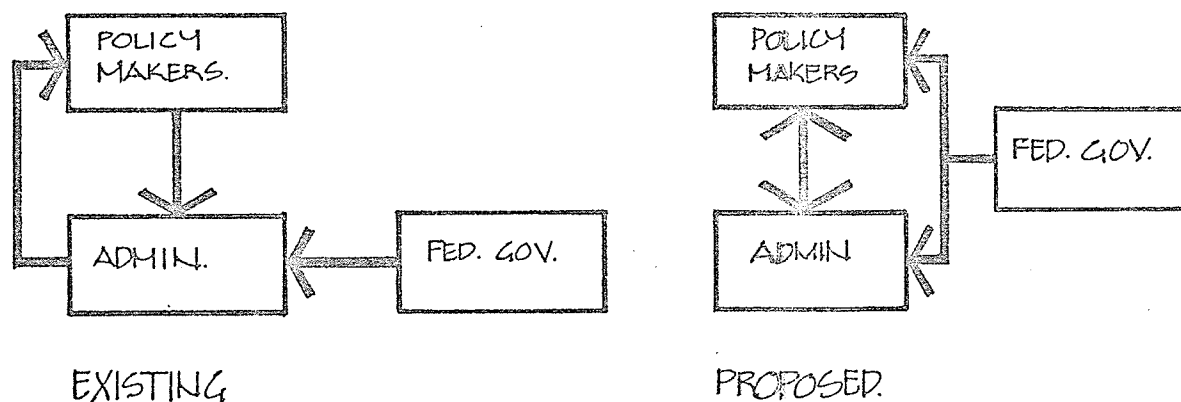 POLICY
MAKERS.
ADMIN.
FED. GOV.
EXISTING
POLICY
MAKERS
FED. GOV.
ADMIN
PROPOSED.